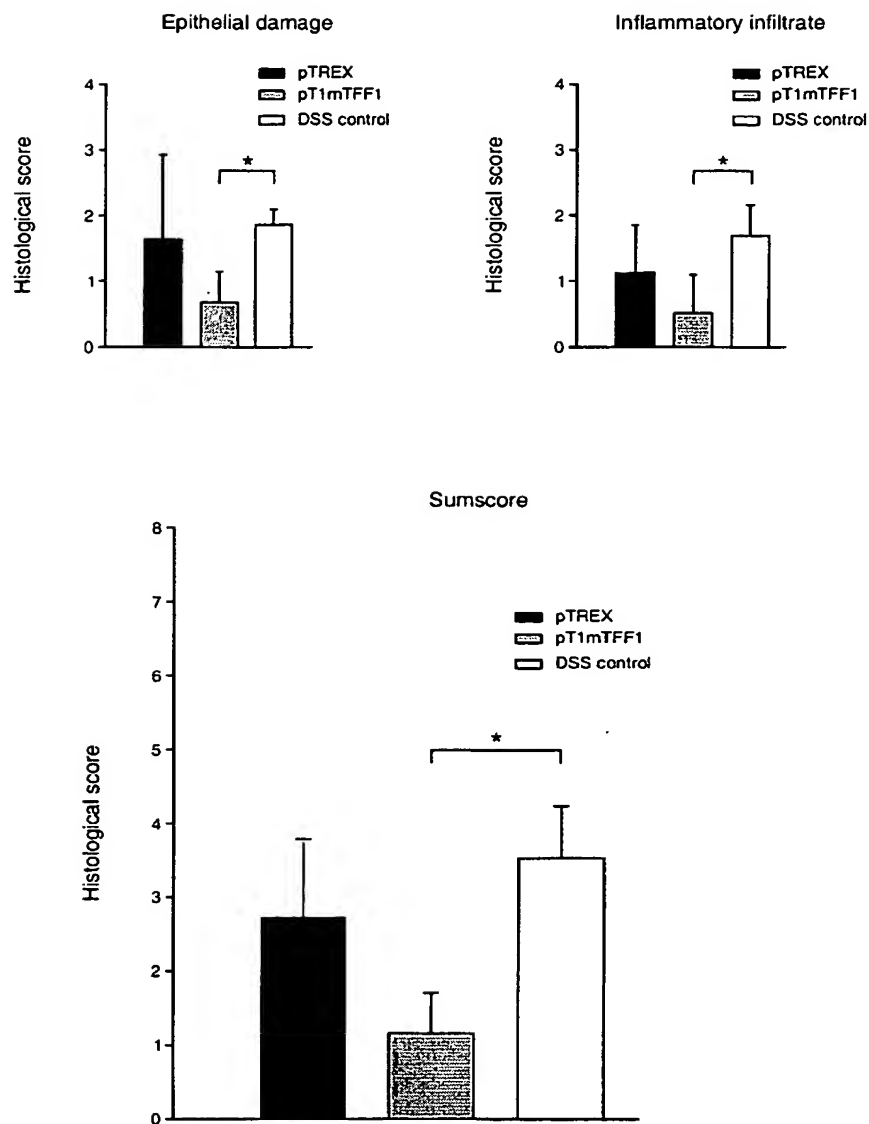 Epithelial damage
pTREX
pT1mTFF1
DSS control
Histological score
4
3
2
1
0
*
Inflammatory infiltrate
pTREX
pT1mTFF1
DSS control
Histological score
4
3
2
1
0
*
Sumscore
pTREX
pT1mTFF1
DSS control
Histological score
8
7
6
5
4
3
2
1
0
*